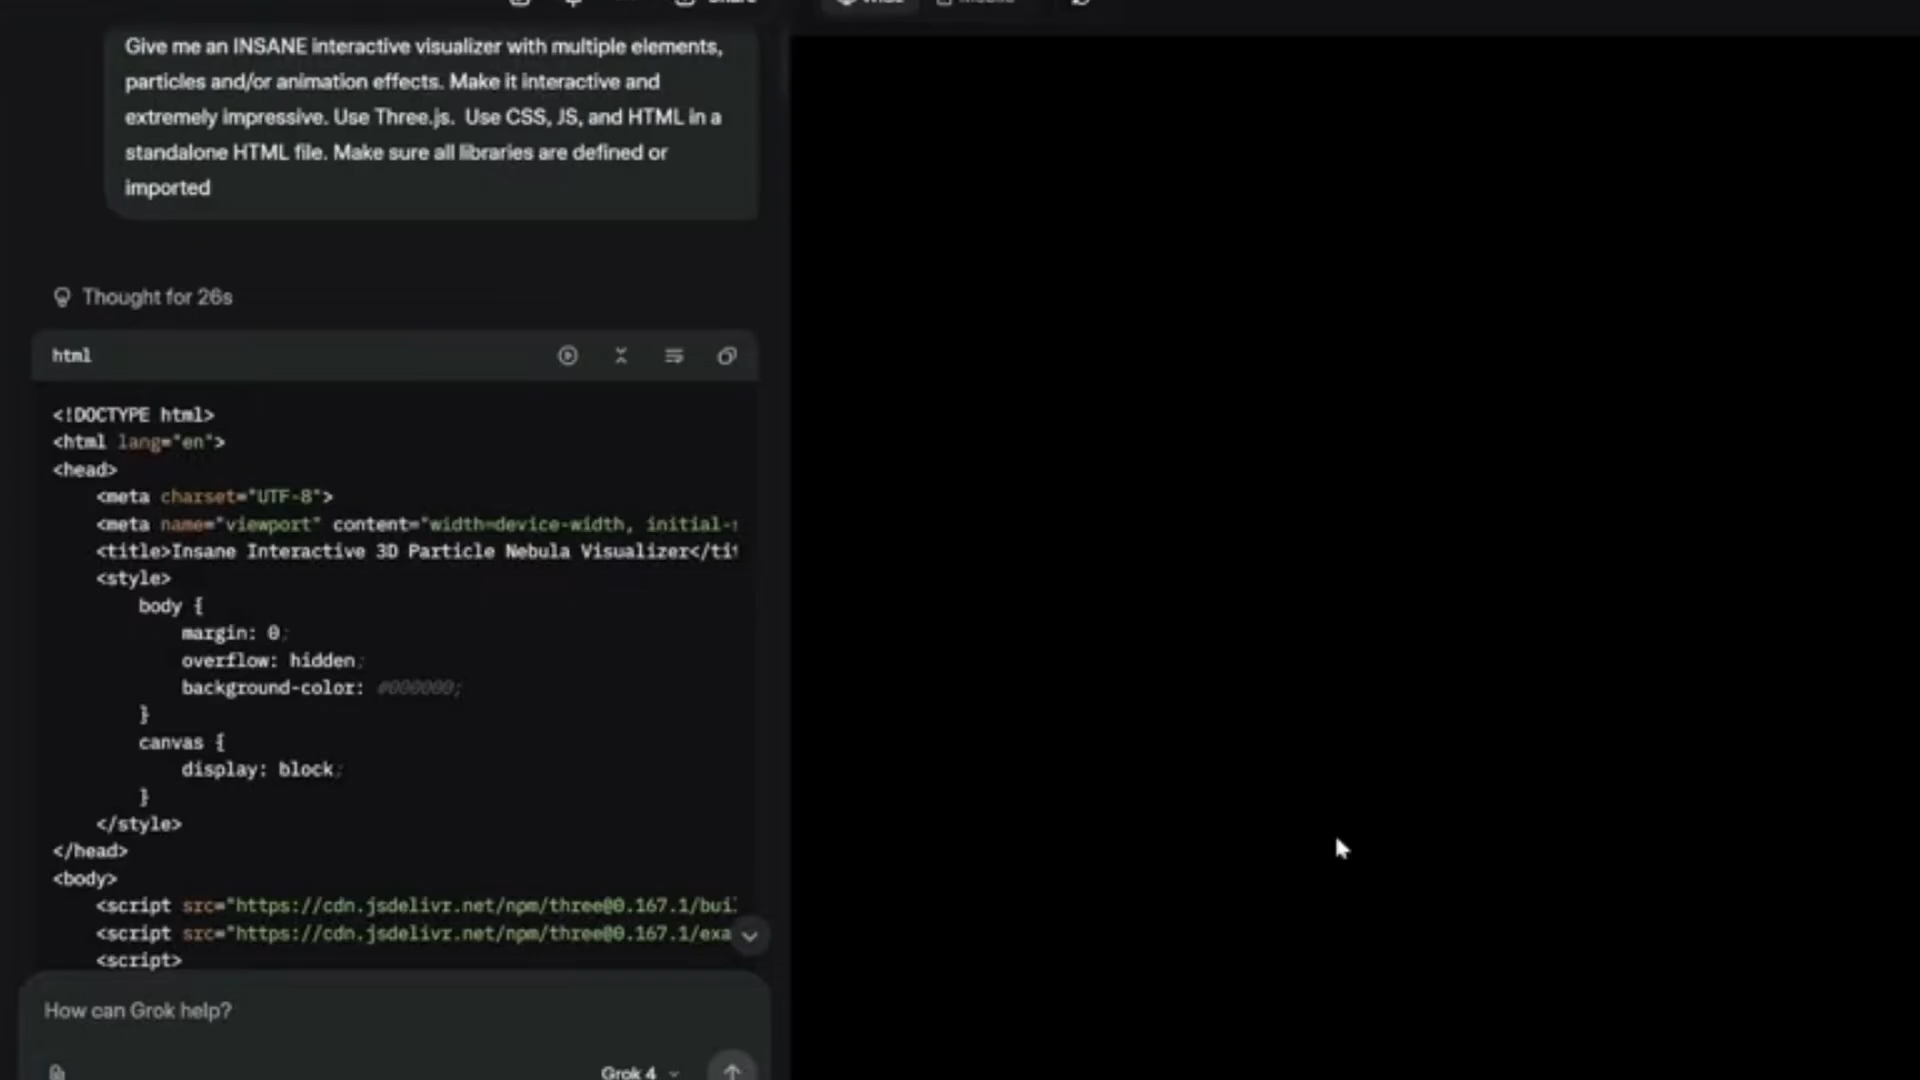 Give me an INSANE interactive visualizer with multiple elements,
particles and/or animation effects. Make it interactive and
extremely impressive. Use Three.js.  Use CSS, JS, and HTML in a
standalone HTML file. Make sure all libraries are defined or
imported
Thought for 26s
html
<!DOCTYPE html>
<html lang="en">
<head>
<meta charset="UTF-8">
<meta name="viewport" content="width=device-width, initial-
<title>Insane Interactive 3D Particle Nebula Visualizer</tit
<style>
body {
margin: 0;
overflow: hidden;
background-color: #000000;
}
canvas {
display: block;
}
</style>
</head>
<body>
<script src="https://cdn.jsdelivr.net/npm/three@0.167.1/bui
<script src="https://cdn.jsdelivr.net/npm/three@0.167.1/exa
<script>
How can Grok help?
Grok 4